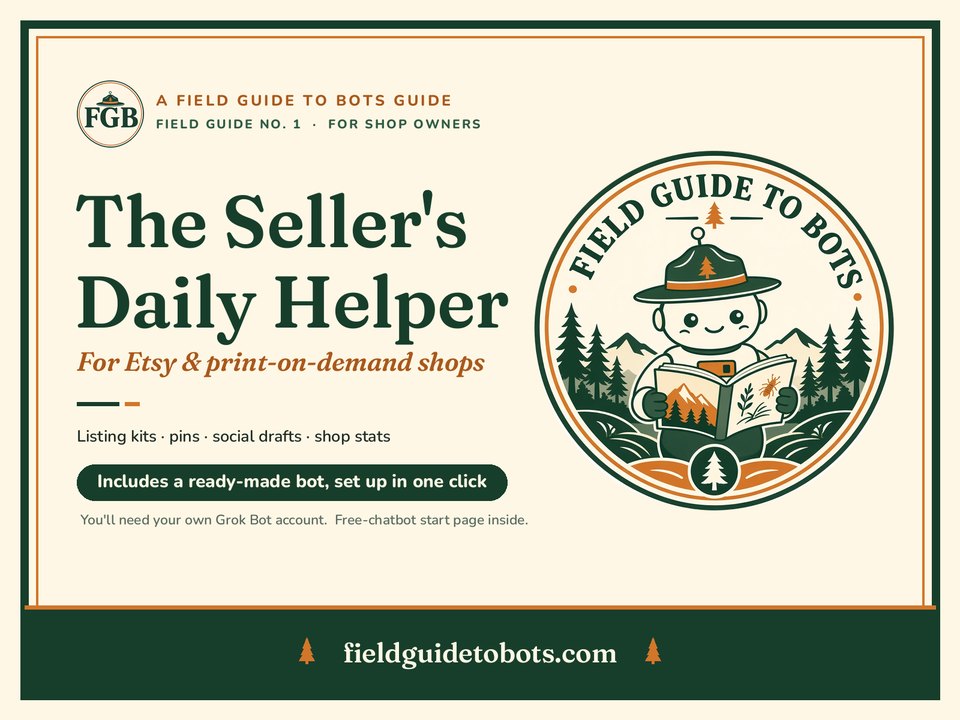 FGB
A FIELD GUIDE TO BOTS GUIDE
FIELD GUIDE NO. 1 · FOR SHOP OWNERS
The Seller's
Daily Helper
For Etsy & print-on-demand shops
Listing kits · pins · social drafts · shop stats
Includes a ready-made bot, set up in one click
You'll need your own Grok Bot account. Free-chatbot start page inside.
FIELD GUIDE TO BOTS
fieldguidetobots.com